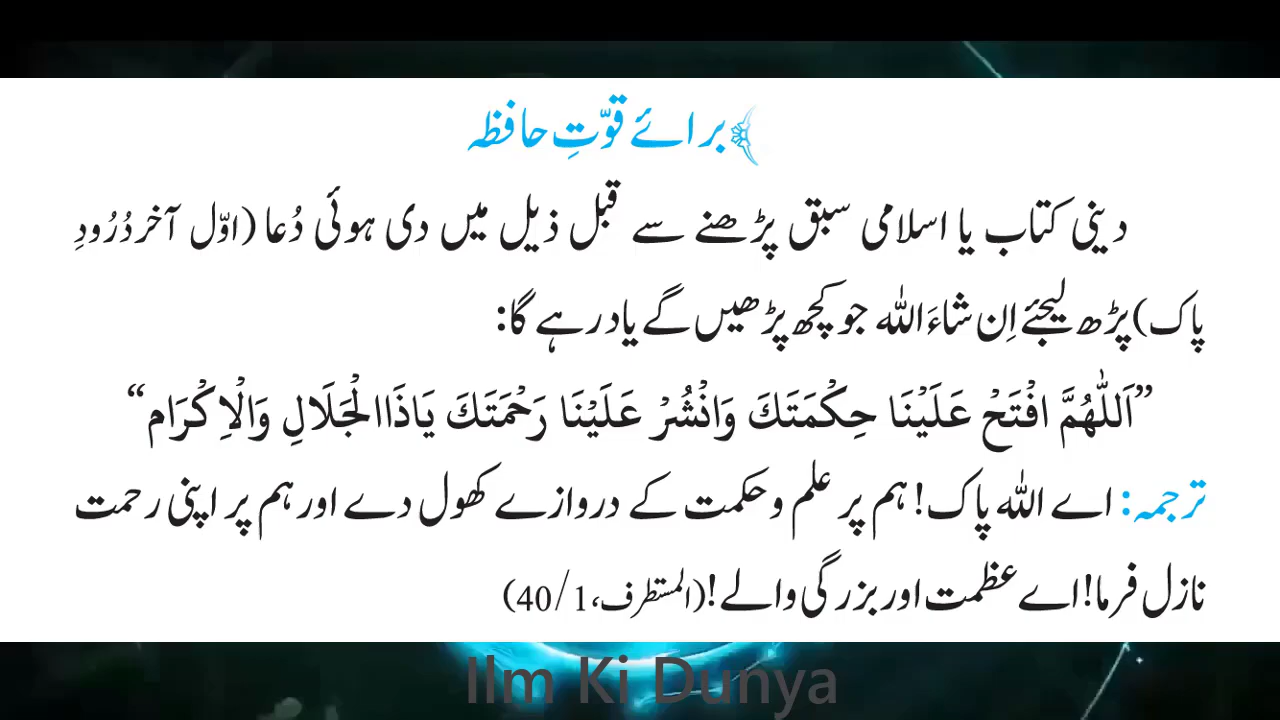 برائے قوّتِ حافظہ
دینی کتاب یا اسلامی سبق پڑھنے سے قبل ذیل میں دی ہوئی دُعا (اوّل آخر دُرُودِ
پاک) پڑھ لیجئے اِن شاءَ اللہ جو کچھ پڑھیں گے یاد رہے گا:
”اَللّٰهُمَّ افْتَحْ عَلَيْنَا حِكْمَتَكَ وَانْشُرْ عَلَيْنَا رَحْمَتَكَ يَاذَاالْجَلَالِ وَالْاِكْرَام“
ترجمہ: اے اللہ پاک! ہم پر علم و حکمت کے دروازے کھول دے اور ہم پر اپنی رحمت
نازل فرما! اے عظمت اور بزرگی والے! (المستطرف، 1/40)
Ilm Ki Dunya